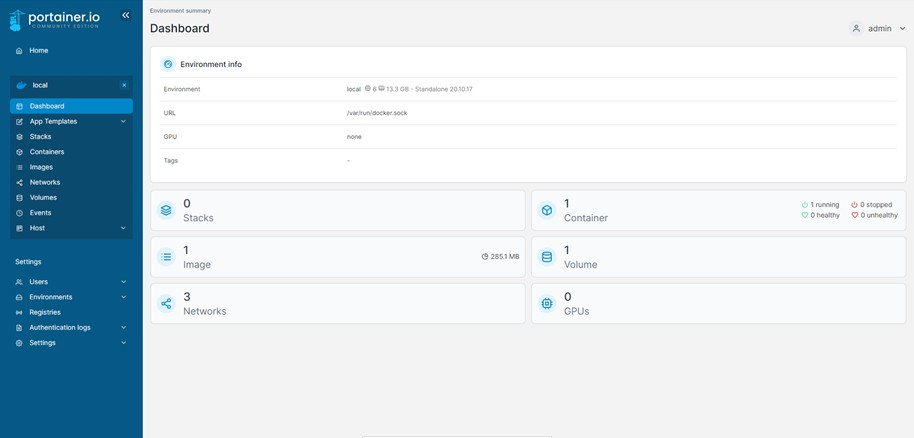 portainer.io
COMMUNITY EDITION
Home
local
Dashboard
App Templates
Stacks
Containers
Images
Networks
Volumes
Events
Host
Settings
Users
Environments
Registries
Authentication logs
Settings
Environment summary
Dashboard
admin
Environment info
Environment local 6 13.3 GB - Standalone 20.10.17
URL /var/run/docker.sock
GPU none
Tags -
0
Stacks
1
Container
1 running 0 stopped
0 healthy 0 unhealthy
1
Image
285.1 MB
1
Volume
3
Networks
0
GPUs